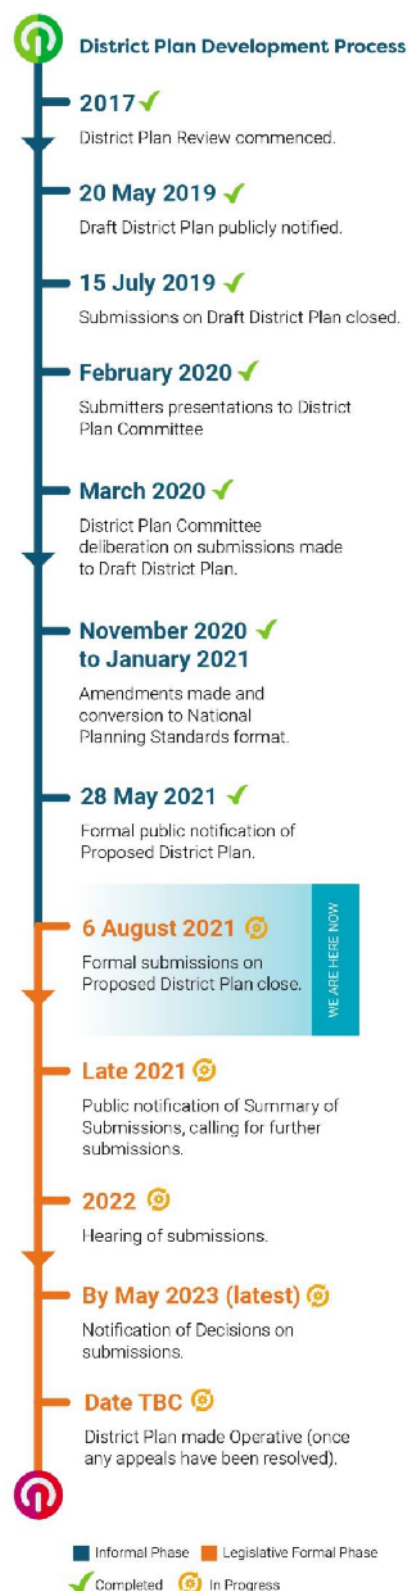 District Plan Development Process
2017
District Plan Review commenced.
20 May 2019
Draft District Plan publicly notified.
15 July 2019
Submissions on Draft District Plan closed.
February 2020
Submitters presentations to District
Plan Committee
March 2020
District Plan Committee
deliberation on submissions made
to Draft District Plan.
November 2020
to January 2021
Amendments made and
conversion to National
Planning Standards format.
28 May 2021
Formal public notification of
Proposed District Plan.
6 August 2021
Formal submissions on
Proposed District Plan close.
WE ARE HERE NOW
Late 2021
Public notification of Summary of
Submissions, calling for further
submissions.
2022
Hearing of submissions.
By May 2023 (latest)
Notification of Decisions on
submissions.
Date TBC
District Plan made Operative (once
any appeals have been resolved).
Informal Phase Legislative Formal Phase
Completed In Progress